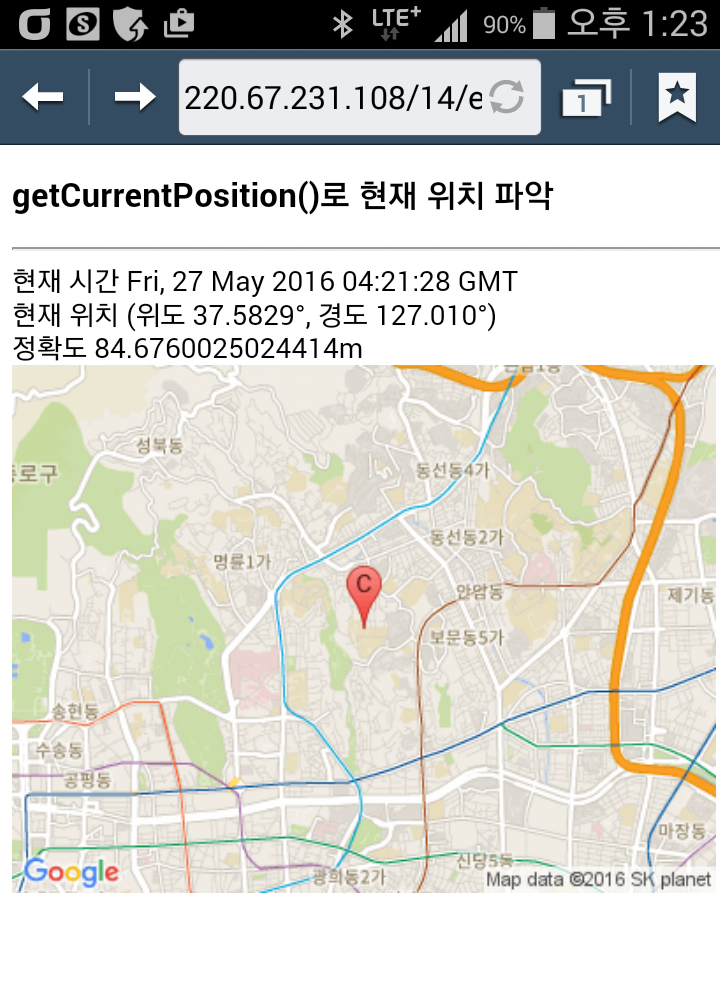 LTE+ 90% 오후 1:23
220.67.231.108/14/e
1
getCurrentPosition()로 현재 위치 파악
현재 시간 Fri, 27 May 2016 04:21:28 GMT
현재 위치 (위도 37.5829°, 경도 127.010°)
정확도 84.6760025024414m
성북동
동선동4가
로구
동선동2가
명륜1가
C
안암동
제기동
보문동5가
송현동
수송동
공평동
마장동
신당5동
Google
광희동2가
Map data ©2016 SK planet